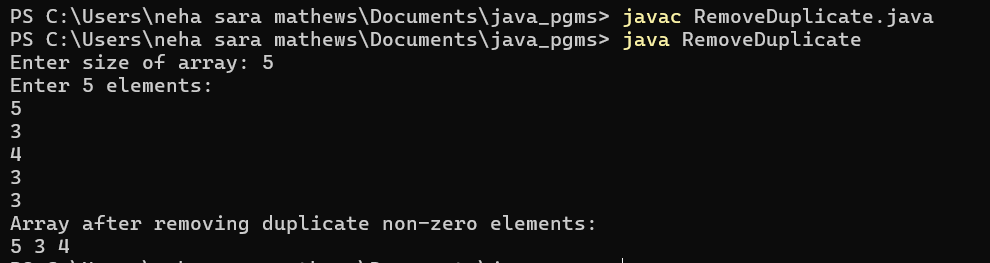 PS C:\Users\neha sara mathews\Documents\java_pgms> javac RemoveDuplicate.java
PS C:\Users\neha sara mathews\Documents\java_pgms> java RemoveDuplicate
Enter size of array: 5
Enter 5 elements:
5
3
4
3
3
Array after removing duplicate non-zero elements:
5 3 4